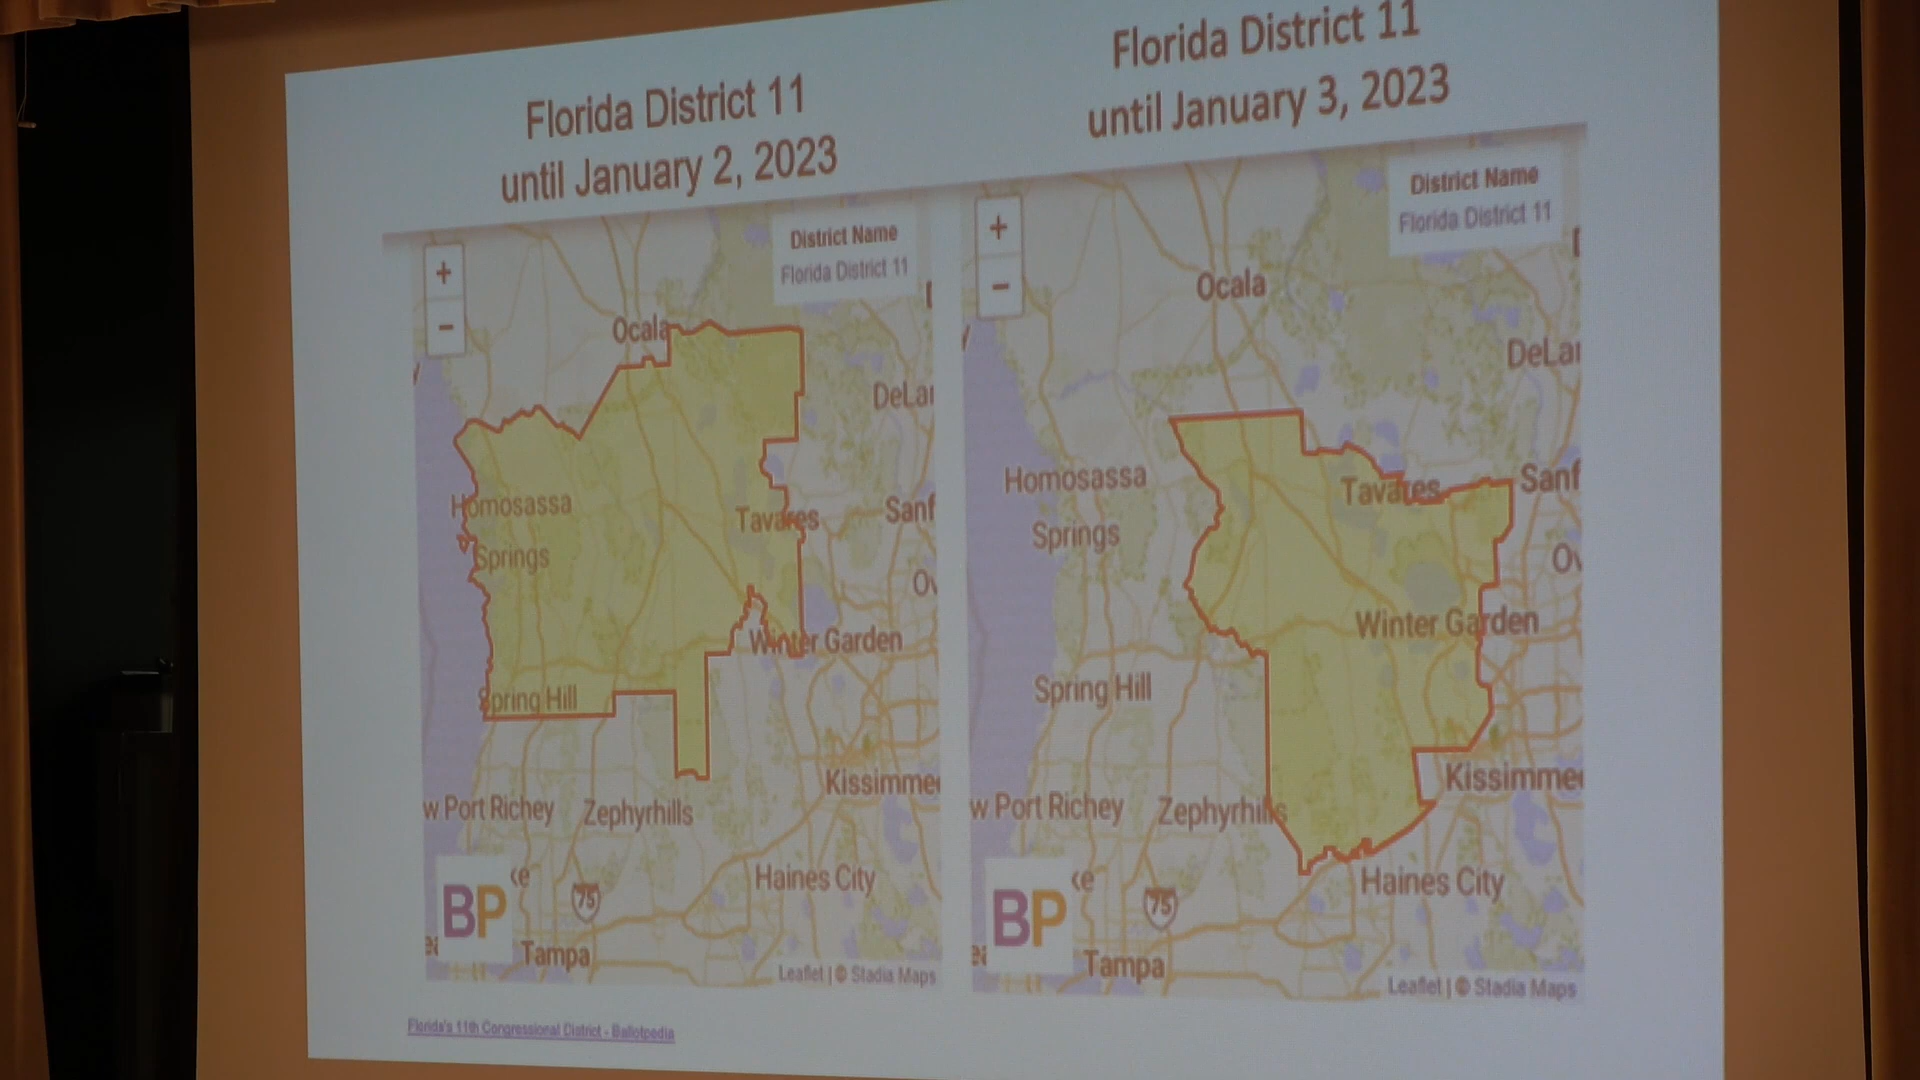 Florida District 11
until January 2, 2023
Florida District 11
until January 3, 2023
+
−
District Name
Florida District 11
Ocala
DeLa
Homosassa
Springs
Tavares
Sanf
Winter Garden
Spring Hill
Kissimme
w Port Richey
Zephyrhills
Haines City
BP
75
Tampa
Leaflet | © Stadia Maps
+
−
District Name
Florida District 11
Ocala
DeLa
Homosassa
Springs
Tavares
Sanf
Winter Garden
Spring Hill
Kissimme
w Port Richey
Zephyrhills
Haines City
BP
75
Tampa
Leaflet | © Stadia Maps
Florida's 11th Congressional District - Ballotpedia